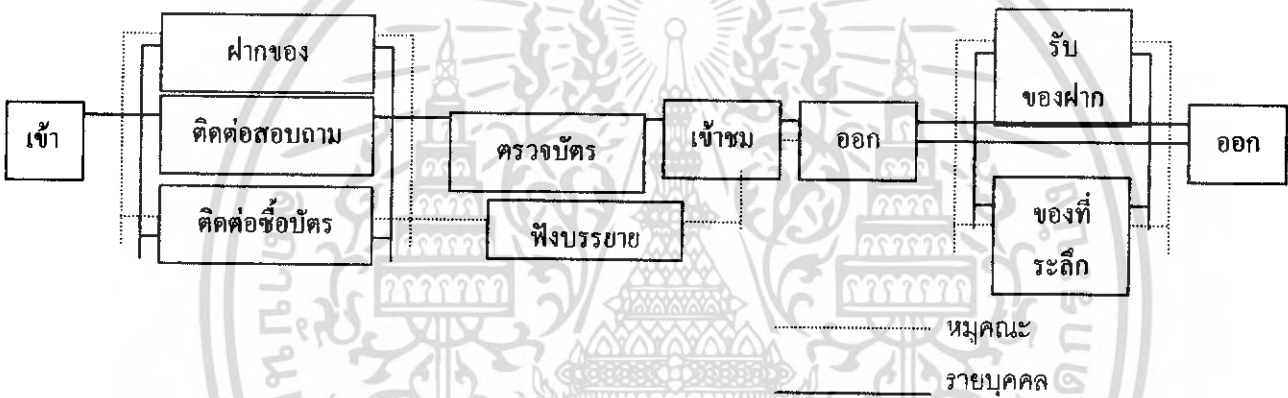 เข้า
ฝากของ
ติดต่อสอบถาม
ติดต่อซื้อบัตร
ตรวจบัตร
ฟังบรรยาย
เข้าชม
ออก
รับ
ของฝาก
ของที่
ระลึก
ออก
หมุคณะ
รายบุคคล